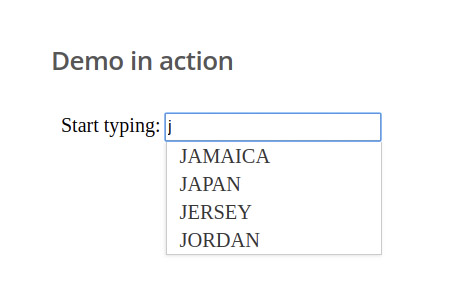 Demo in action
Start typing: j
JAMAICA
JAPAN
JERSEY
JORDAN